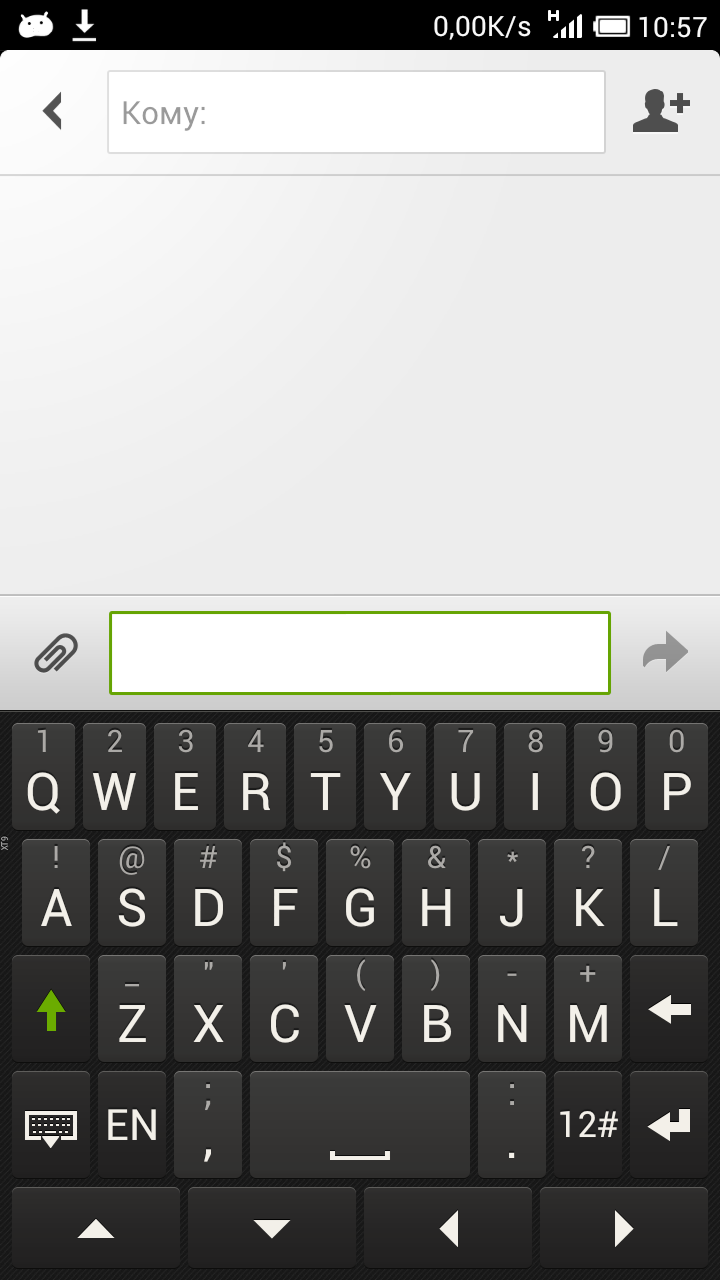 0,00K/s H 10:57
Кому:
1 2 3 4 5 6 7 8 9 0
Q W E R T Y U I O P
XT9
! @ # $ % & * ? /
A S D F G H J K L
_ " ' ( ) - +
Z X C V B N M
; :
EN , . 12#